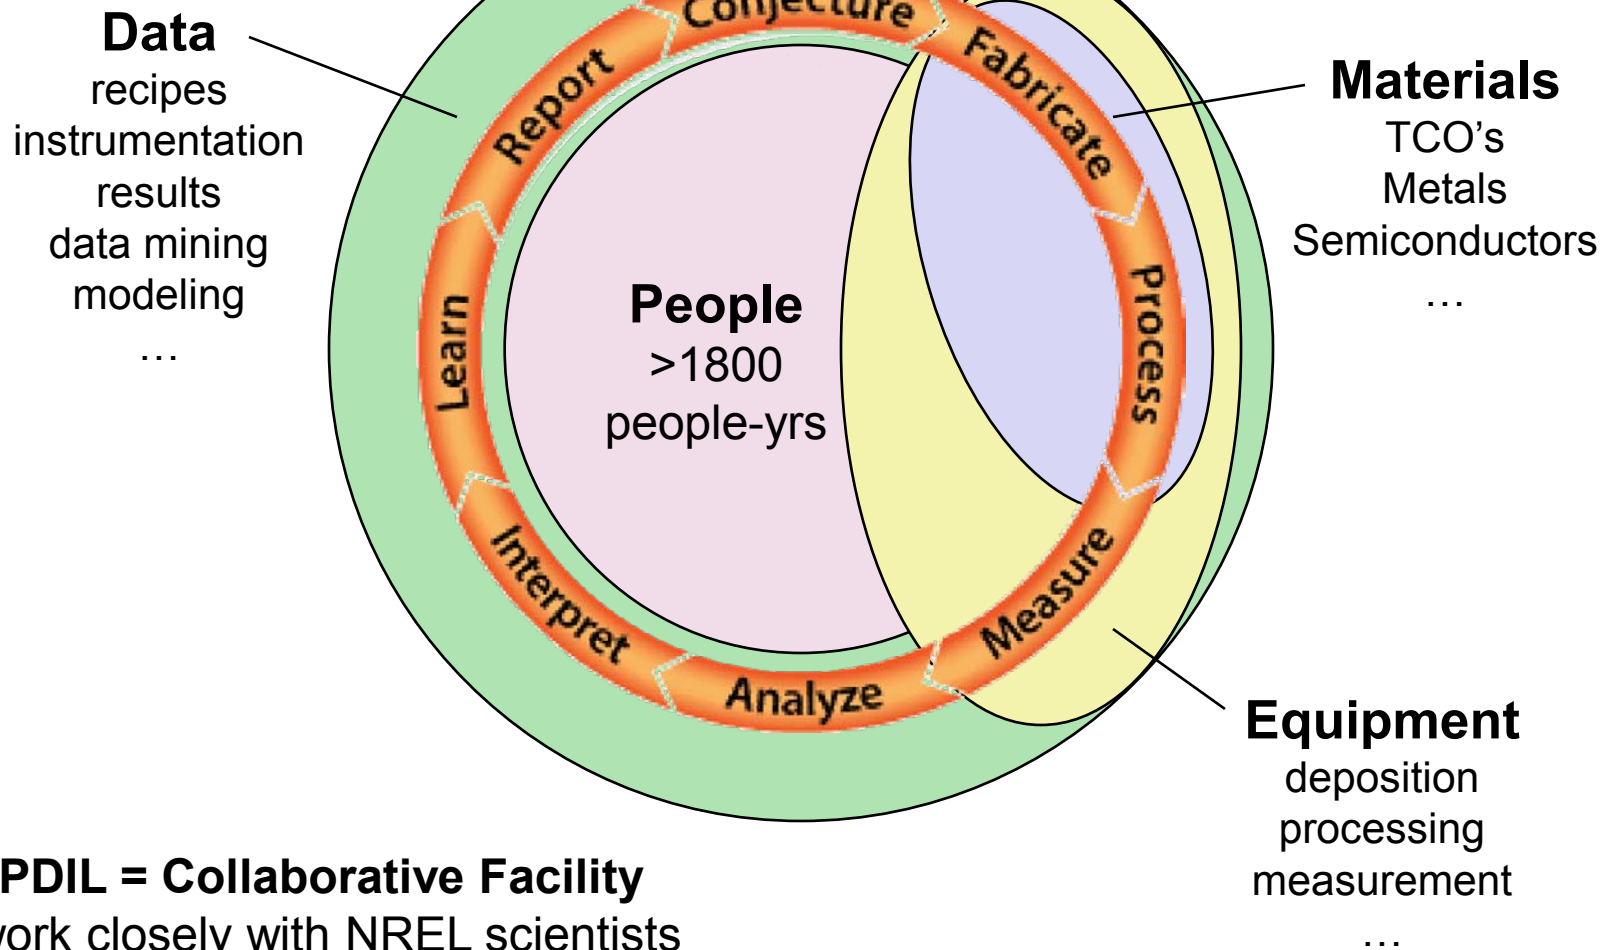 Data
recipes
instrumentation
results
data mining
modeling
…
Conjecture
Fabricate
Process
Measure
Analyze
Interpret
Learn
Report
People
>1800
people-yrs
Materials
TCO’s
Metals
Semiconductors
…
Equipment
deposition
processing
measurement
…
PDIL = Collaborative Facility
work closely with NREL scientists